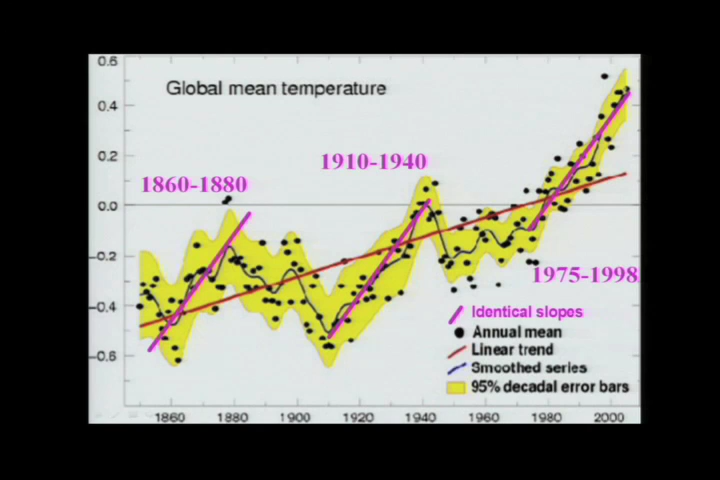 0.6
Global mean temperature
0.4
1910-1940
0.2
1860-1880
0.0
-0.2
1975-1998
-0.4
Identical slopes
Annual mean
Linear trend
-0.6
Smoothed series
95% decadal error bars
1860 1880 1900 1920 1940 1960 1980 2000